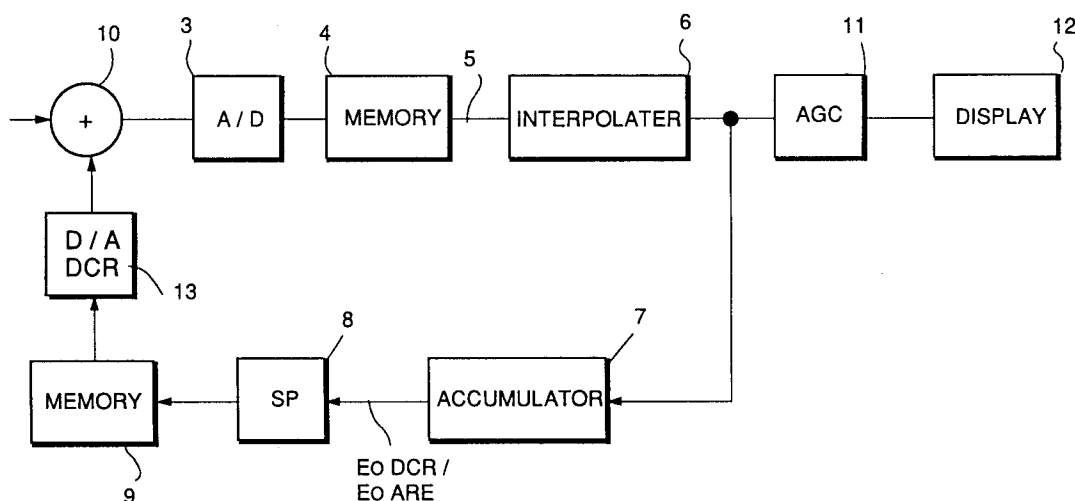 10
3
4
5
6
11
12
+
A / D
MEMORY
INTERPOLATER
AGC
DISPLAY
D / A
DCR
13
8
7
MEMORY
SP
ACCUMULATOR
9
Eo DCR /
Eo ARE